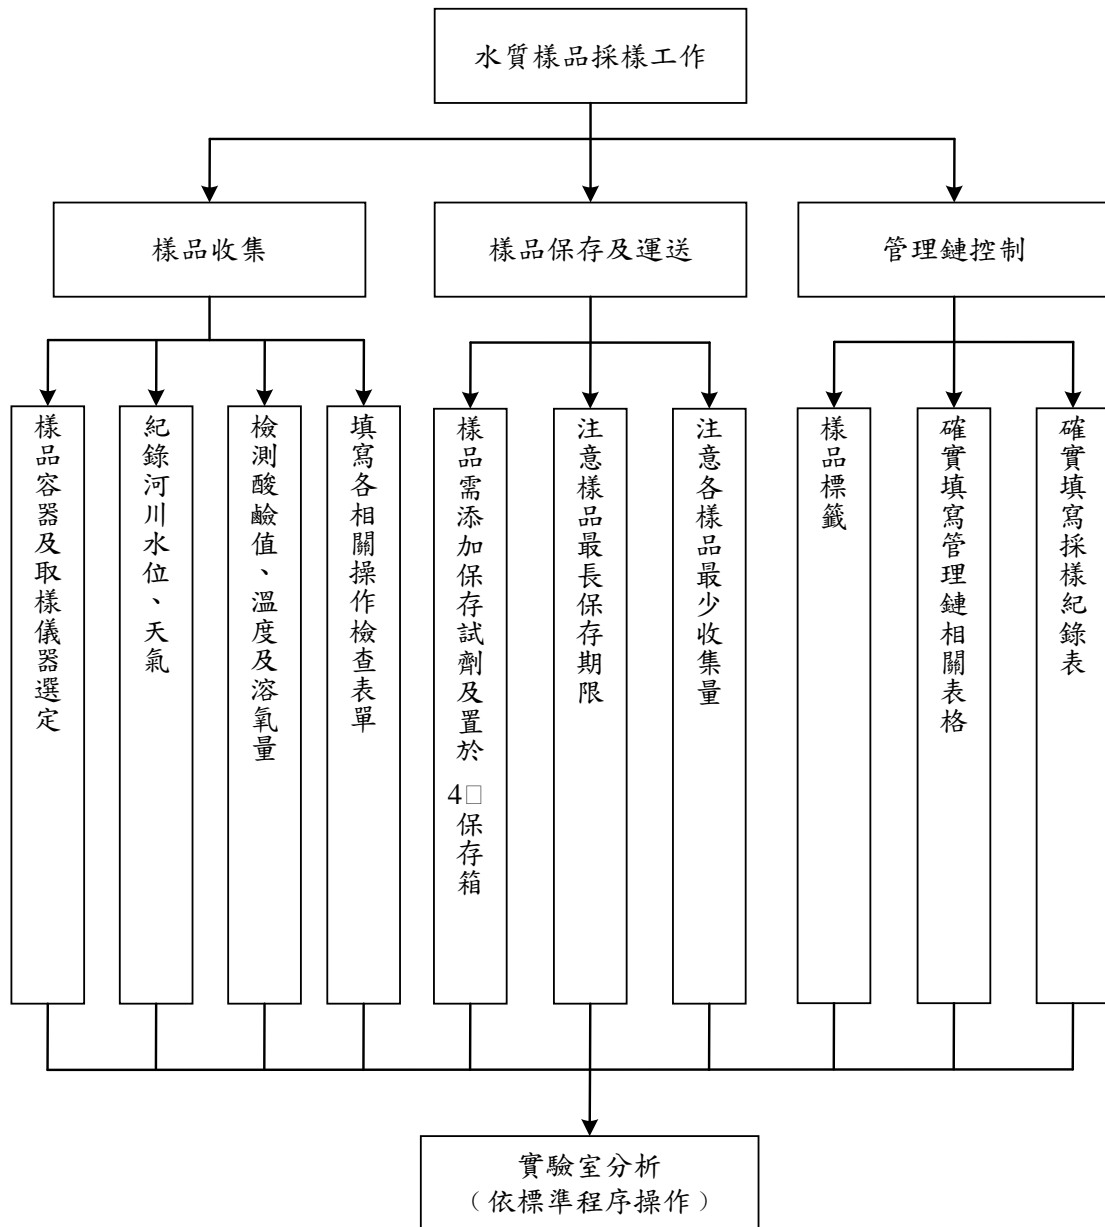 水質樣品採樣工作
樣品收集
樣品保存及運送
管理鏈控制
樣品容器及取樣儀器選定
紀錄河川水位、天氣
檢測酸鹼值、溫度及溶氧量
填寫各相關操作檢查表單
樣品需添加保存試劑及置於4□保存箱
注意樣品最長保存期限
注意各樣品最少收集量
樣品標籤
確實填寫管理鏈相關表格
確實填寫採樣紀錄表
實驗室分析
（依標準程序操作）